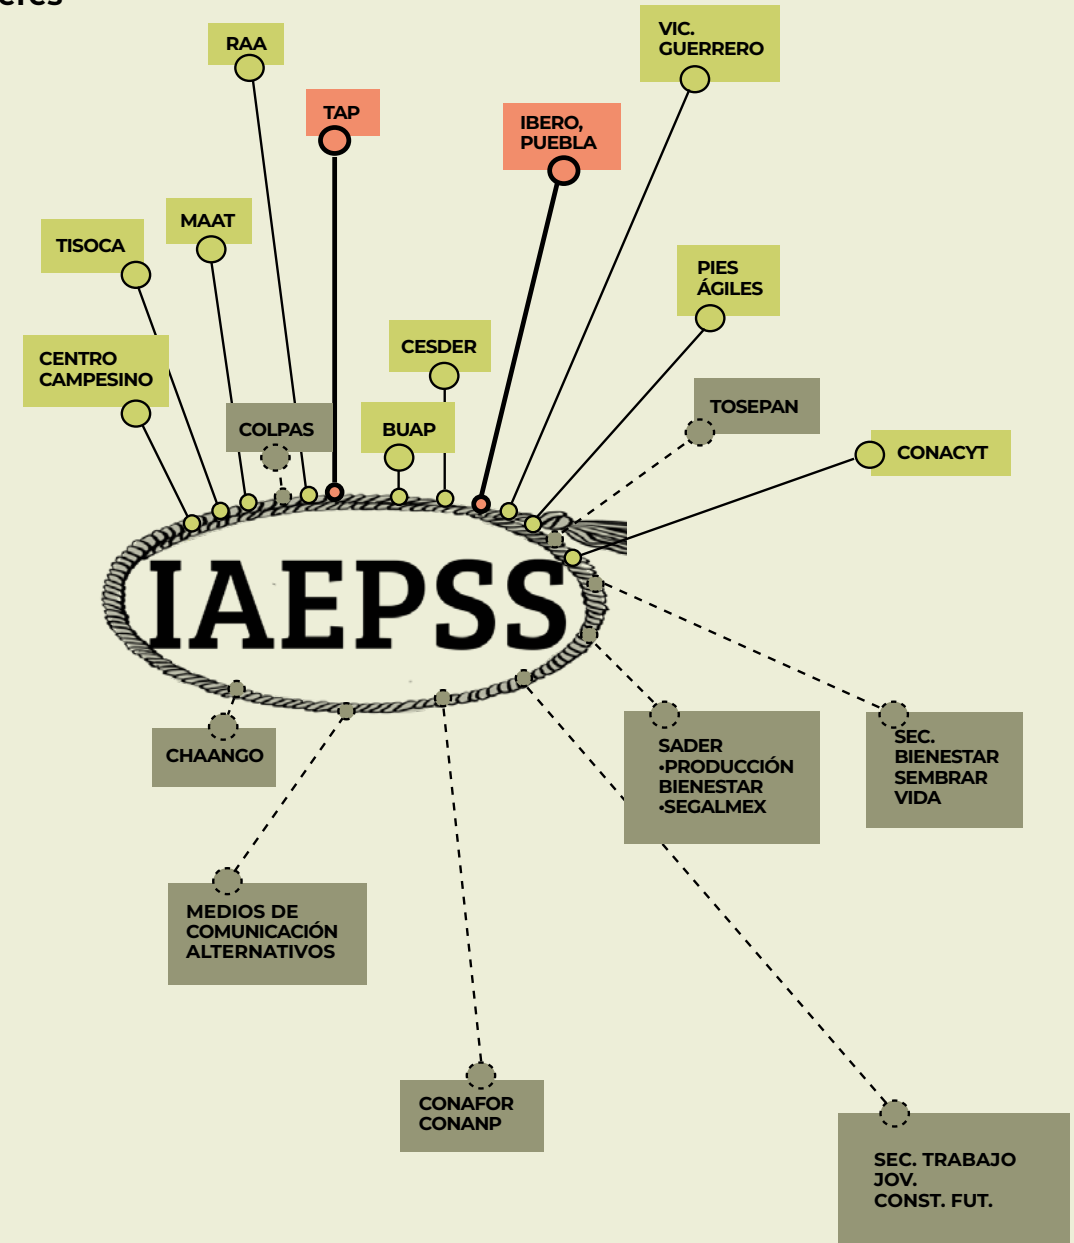 RAA
VIC.
GUERRERO
TAP
IBERO,
PUEBLA
MAAT
TISOCA
PIES
ÁGILES
CENTRO
CAMPESINO
CESDER
TOSEPAN
COLPAS
BUAP
CONACYT
IAEPSS
CHAANGO
SADER
•PRODUCCIÓN
BIENESTAR
•SEGALMEX
SEC.
BIENESTAR
SEMBRAR
VIDA
MEDIOS DE
COMUNICACIÓN
ALTERNATIVOS
CONAFOR
CONANP
SEC. TRABAJO
JOV.
CONST. FUT.